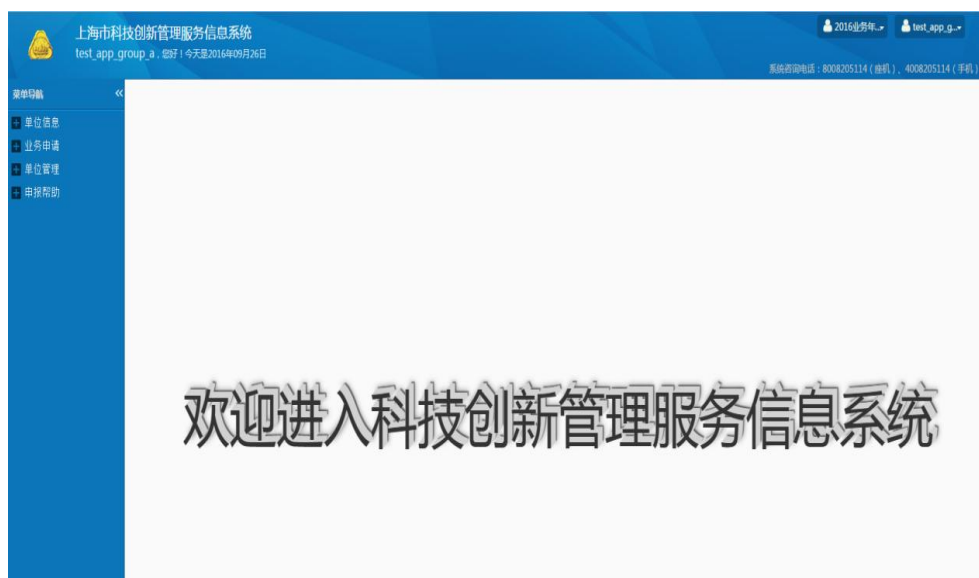 上海市科技创新管理服务信息系统
test_app_group_a , 您好！今天是2016年09月26日
2016业务年...
test_app_g...
系统咨询电话：8008205114 ( 座机 ) 、4008205114 ( 手机 )
菜单导航
«
单位信息
业务申请
单位管理
申报帮助
欢迎进入科技创新管理服务信息系统